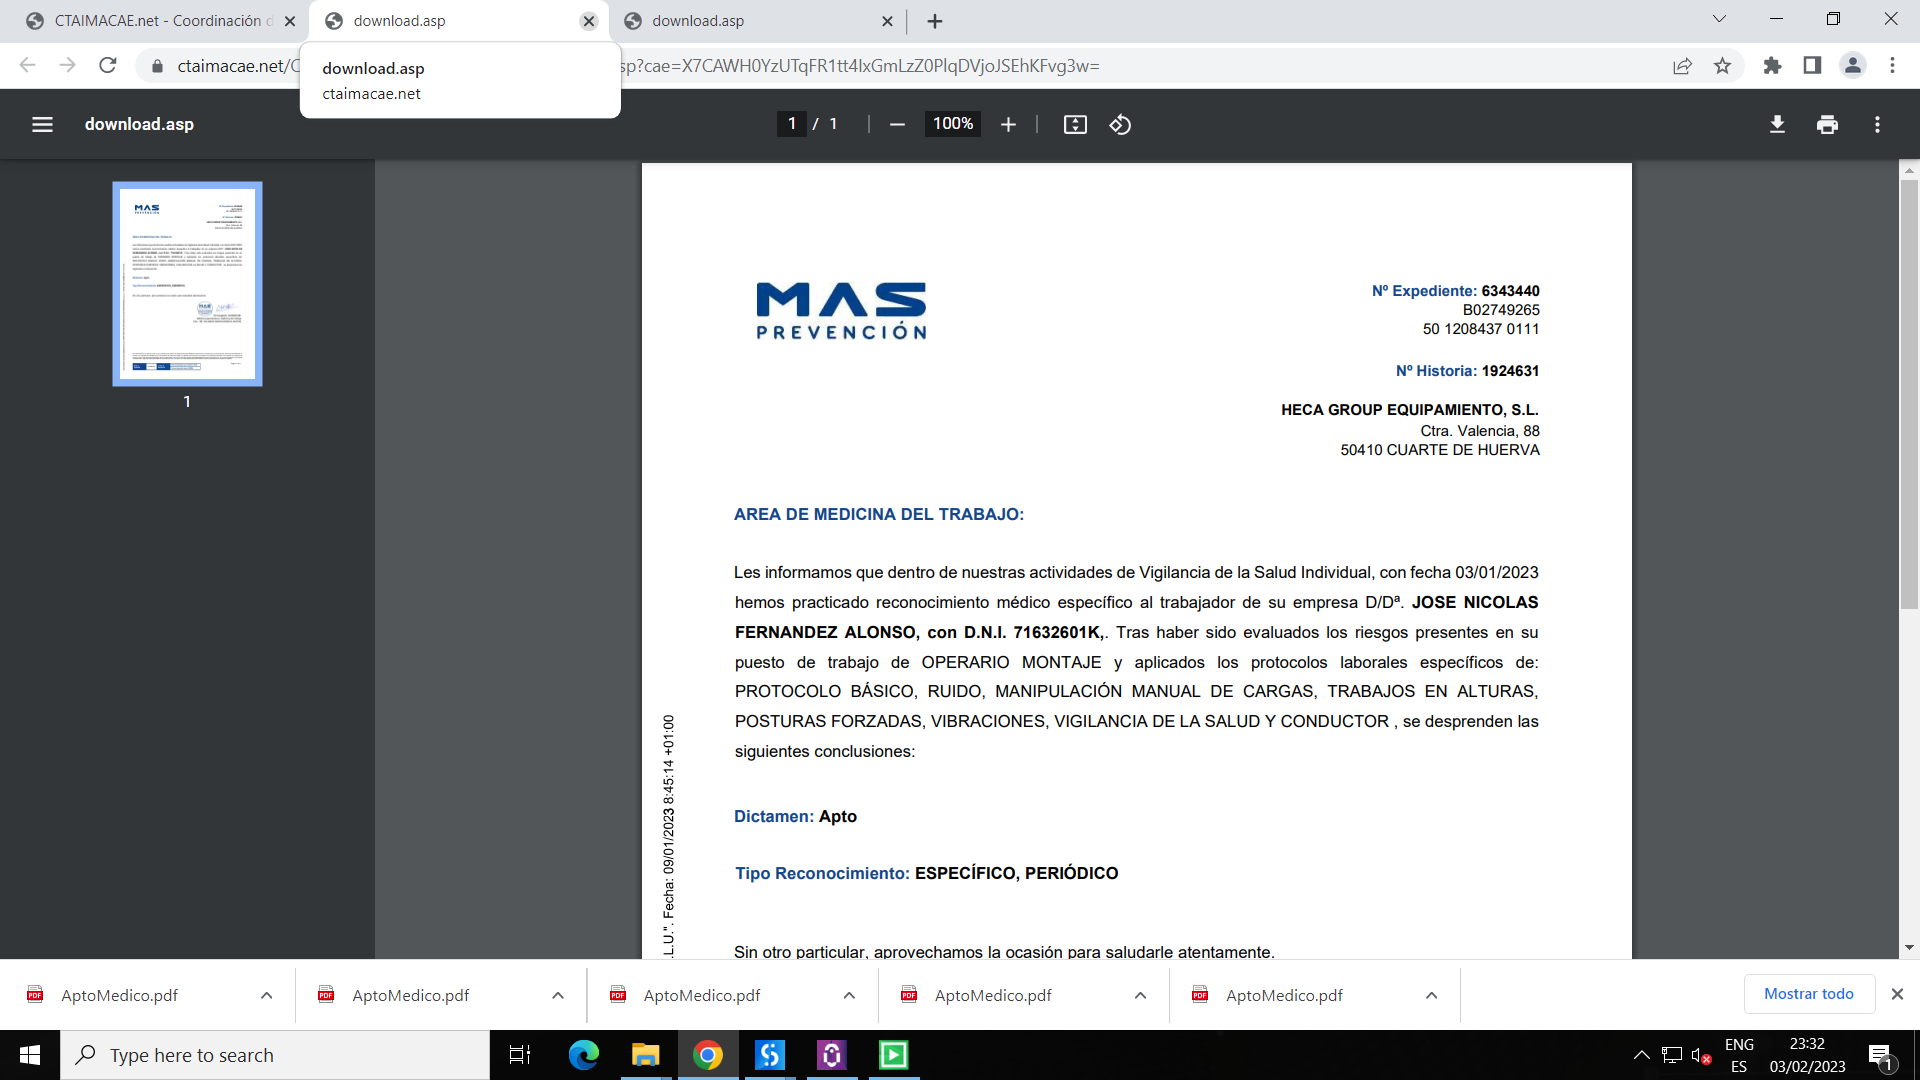 CTAIMACAE.net - Coordinación d
download.asp
download.asp
ctaimacae.net/C
sp?cae=X7CAWH0YzUTqFR1tt4lxGmLzZ0PlqDVjoJSEhKFvg3w=
download.asp
ctaimacae.net
download.asp
1 / 1
100%
MAS
PREVENCIÓN
Nº Expediente: 6343440
B02749265
50 1208437 0111
Nº Historia: 1924631
HECA GROUP EQUIPAMIENTO, S.L.
Ctra. Valencia, 88
50410 CUARTE DE HUERVA
AREA DE MEDICINA DEL TRABAJO:
Les informamos que dentro de nuestras actividades de Vigilancia de la Salud Individual, con fecha 03/01/2023
hemos practicado reconocimiento médico específico al trabajador de su empresa D/Dª. JOSE NICOLAS
FERNANDEZ ALONSO, con D.N.I. 71632601K,. Tras haber sido evaluados los riesgos presentes en su
puesto de trabajo de OPERARIO MONTAJE y aplicados los protocolos laborales específicos de:
PROTOCOLO BÁSICO, RUIDO, MANIPULACIÓN MANUAL DE CARGAS, TRABAJOS EN ALTURAS,
POSTURAS FORZADAS, VIBRACIONES, VIGILANCIA DE LA SALUD Y CONDUCTOR , se desprenden las
siguientes conclusiones:
Dictamen: Apto
Tipo Reconocimiento: ESPECÍFICO, PERIÓDICO
Sin otro particular, aprovechamos la ocasión para saludarle atentamente.
.L.U.". Fecha: 09/01/2023 8:45:14 +01:00
MAS
PREVENCIÓN
1
AptoMedico.pdf
AptoMedico.pdf
AptoMedico.pdf
AptoMedico.pdf
AptoMedico.pdf
Mostrar todo
Type here to search
ENG
ES
23:32
03/02/2023
1